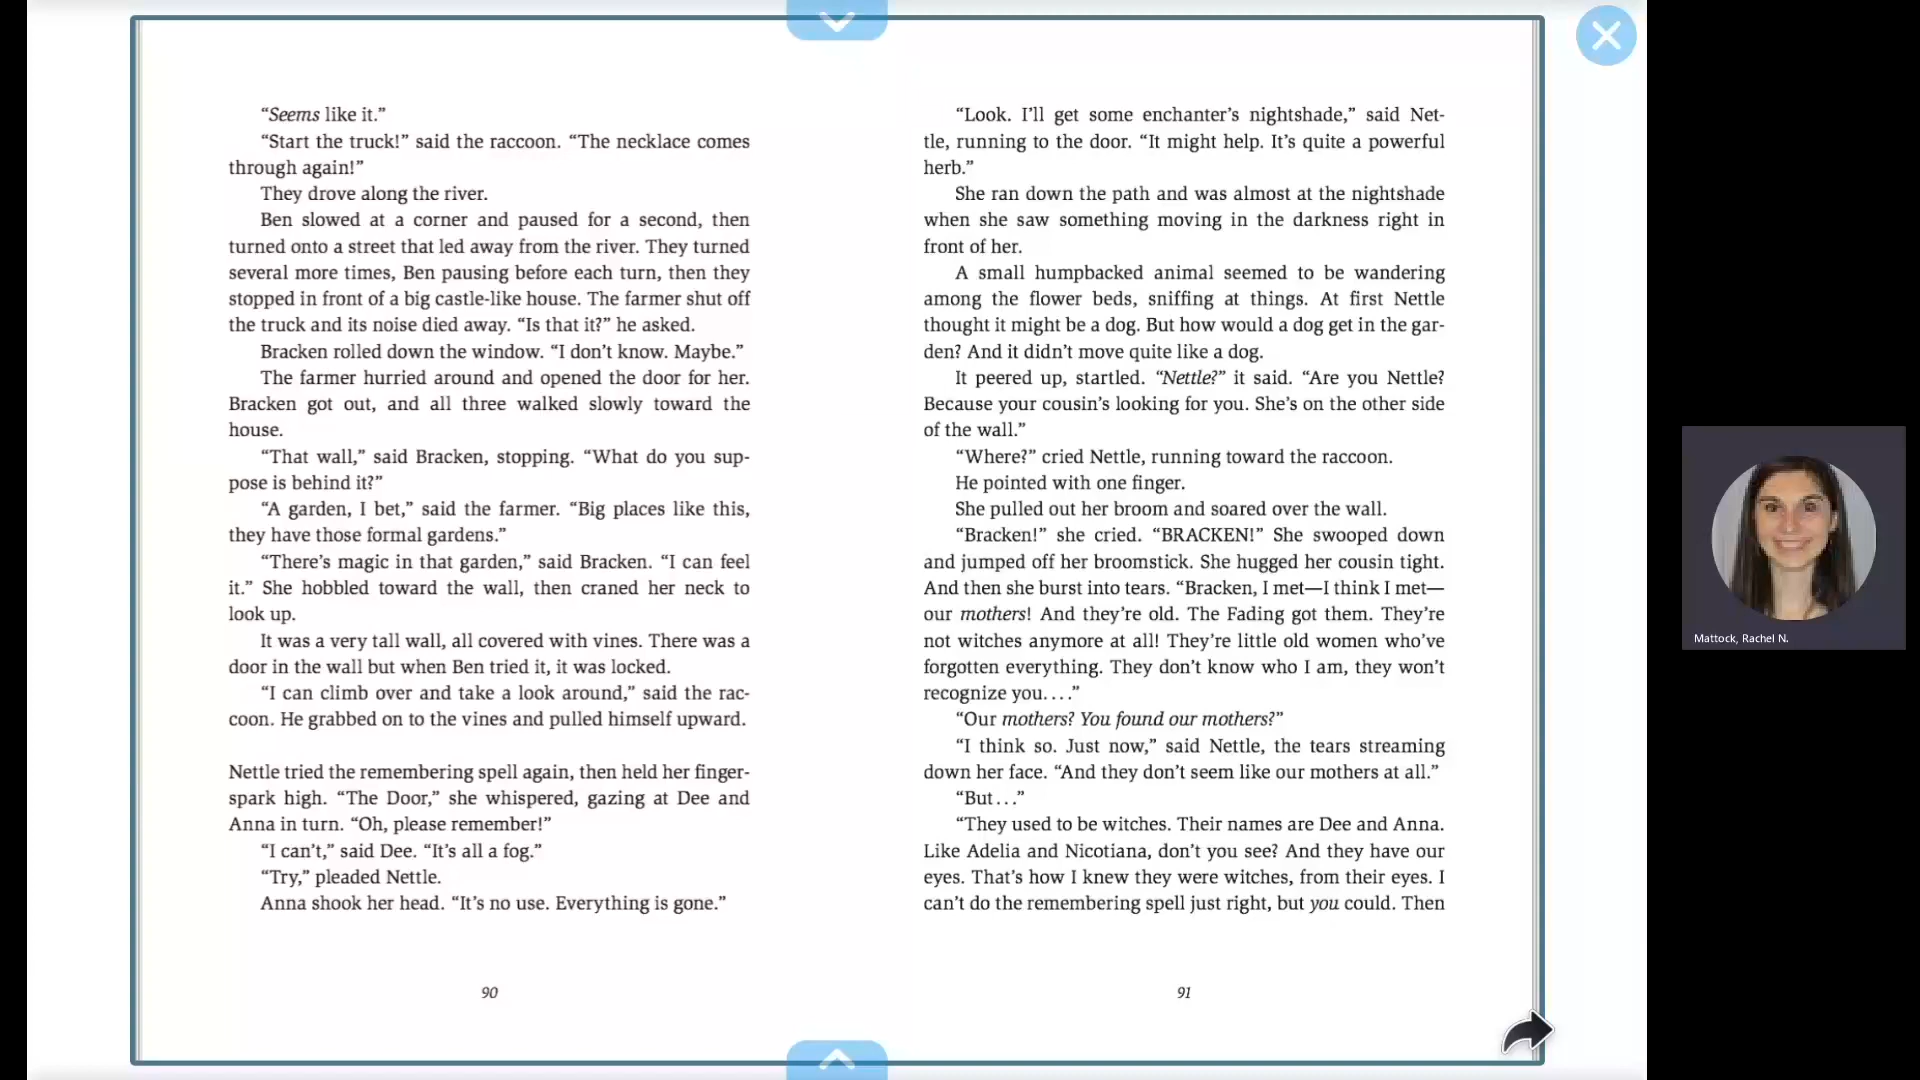 “Seems like it.”
“Start the truck!” said the raccoon. “The necklace comes
through again!”
They drove along the river.
Ben slowed at a corner and paused for a second, then
turned onto a street that led away from the river. They turned
several more times, Ben pausing before each turn, then they
stopped in front of a big castle-like house. The farmer shut off
the truck and its noise died away. “Is that it?” he asked.
Bracken rolled down the window. “I don’t know. Maybe.”
The farmer hurried around and opened the door for her.
Bracken got out, and all three walked slowly toward the
house.
“That wall,” said Bracken, stopping. “What do you sup-
pose is behind it?”
“A garden, I bet,” said the farmer. “Big places like this,
they have those formal gardens.”
“There’s magic in that garden,” said Bracken. “I can feel
it.” She hobbled toward the wall, then craned her neck to
look up.
It was a very tall wall, all covered with vines. There was a
door in the wall but when Ben tried it, it was locked.
“I can climb over and take a look around,” said the rac-
coon. He grabbed on to the vines and pulled himself upward.
Nettle tried the remembering spell again, then held her finger-
spark high. “The Door,” she whispered, gazing at Dee and
Anna in turn. “Oh, please remember!”
“I can’t,” said Dee. “It’s all a fog.”
“Try,” pleaded Nettle.
Anna shook her head. “It’s no use. Everything is gone.”
90
“Look. I’ll get some enchanter’s nightshade,” said Net-
tle, running to the door. “It might help. It’s quite a powerful
herb.”
She ran down the path and was almost at the nightshade
when she saw something moving in the darkness right in
front of her.
A small humpbacked animal seemed to be wandering
among the flower beds, sniffing at things. At first Nettle
thought it might be a dog. But how would a dog get in the gar-
den? And it didn’t move quite like a dog.
It peered up, startled. “Nettle?” it said. “Are you Nettle?
Because your cousin’s looking for you. She’s on the other side
of the wall.”
“Where?” cried Nettle, running toward the raccoon.
He pointed with one finger.
She pulled out her broom and soared over the wall.
“Bracken!” she cried. “BRACKEN!” She swooped down
and jumped off her broomstick. She hugged her cousin tight.
And then she burst into tears. “Bracken, I met—I think I met—
our mothers! And they’re old. The Fading got them. They’re
not witches anymore at all! They’re little old women who’ve
forgotten everything. They don’t know who I am, they won’t
recognize you. . . .”
“Our mothers? You found our mothers?”
“I think so. Just now,” said Nettle, the tears streaming
down her face. “And they don’t seem like our mothers at all.”
“But . . .”
“They used to be witches. Their names are Dee and Anna.
Like Adelia and Nicotiana, don’t you see? And they have our
eyes. That’s how I knew they were witches, from their eyes. I
can’t do the remembering spell just right, but you could. Then
91
Mattock, Rachel N.